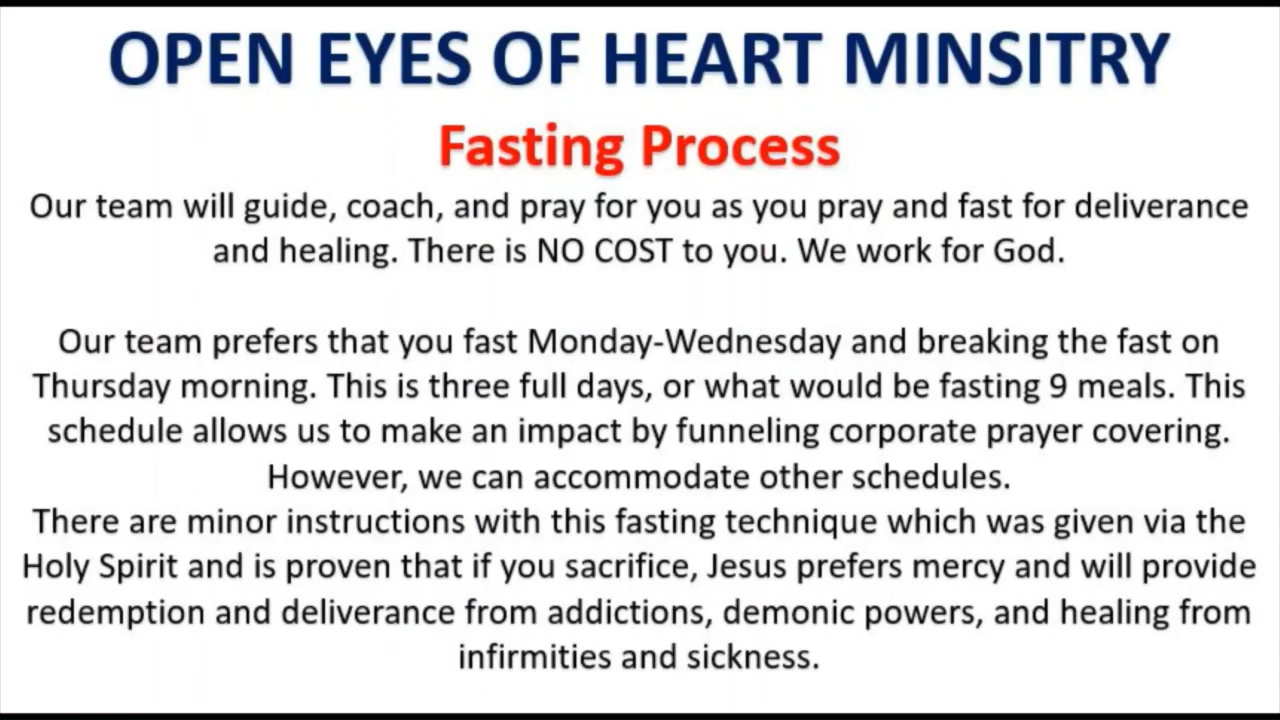 OPEN EYES OF HEART MINSITRY
Fasting Process
Our team will guide, coach, and pray for you as you pray and fast for deliverance
and healing. There is NO COST to you. We work for God.
Our team prefers that you fast Monday-Wednesday and breaking the fast on
Thursday morning. This is three full days, or what would be fasting 9 meals. This
schedule allows us to make an impact by funneling corporate prayer covering.
However, we can accommodate other schedules.
There are minor instructions with this fasting technique which was given via the
Holy Spirit and is proven that if you sacrifice, Jesus prefers mercy and will provide
redemption and deliverance from addictions, demonic powers, and healing from
infirmities and sickness.